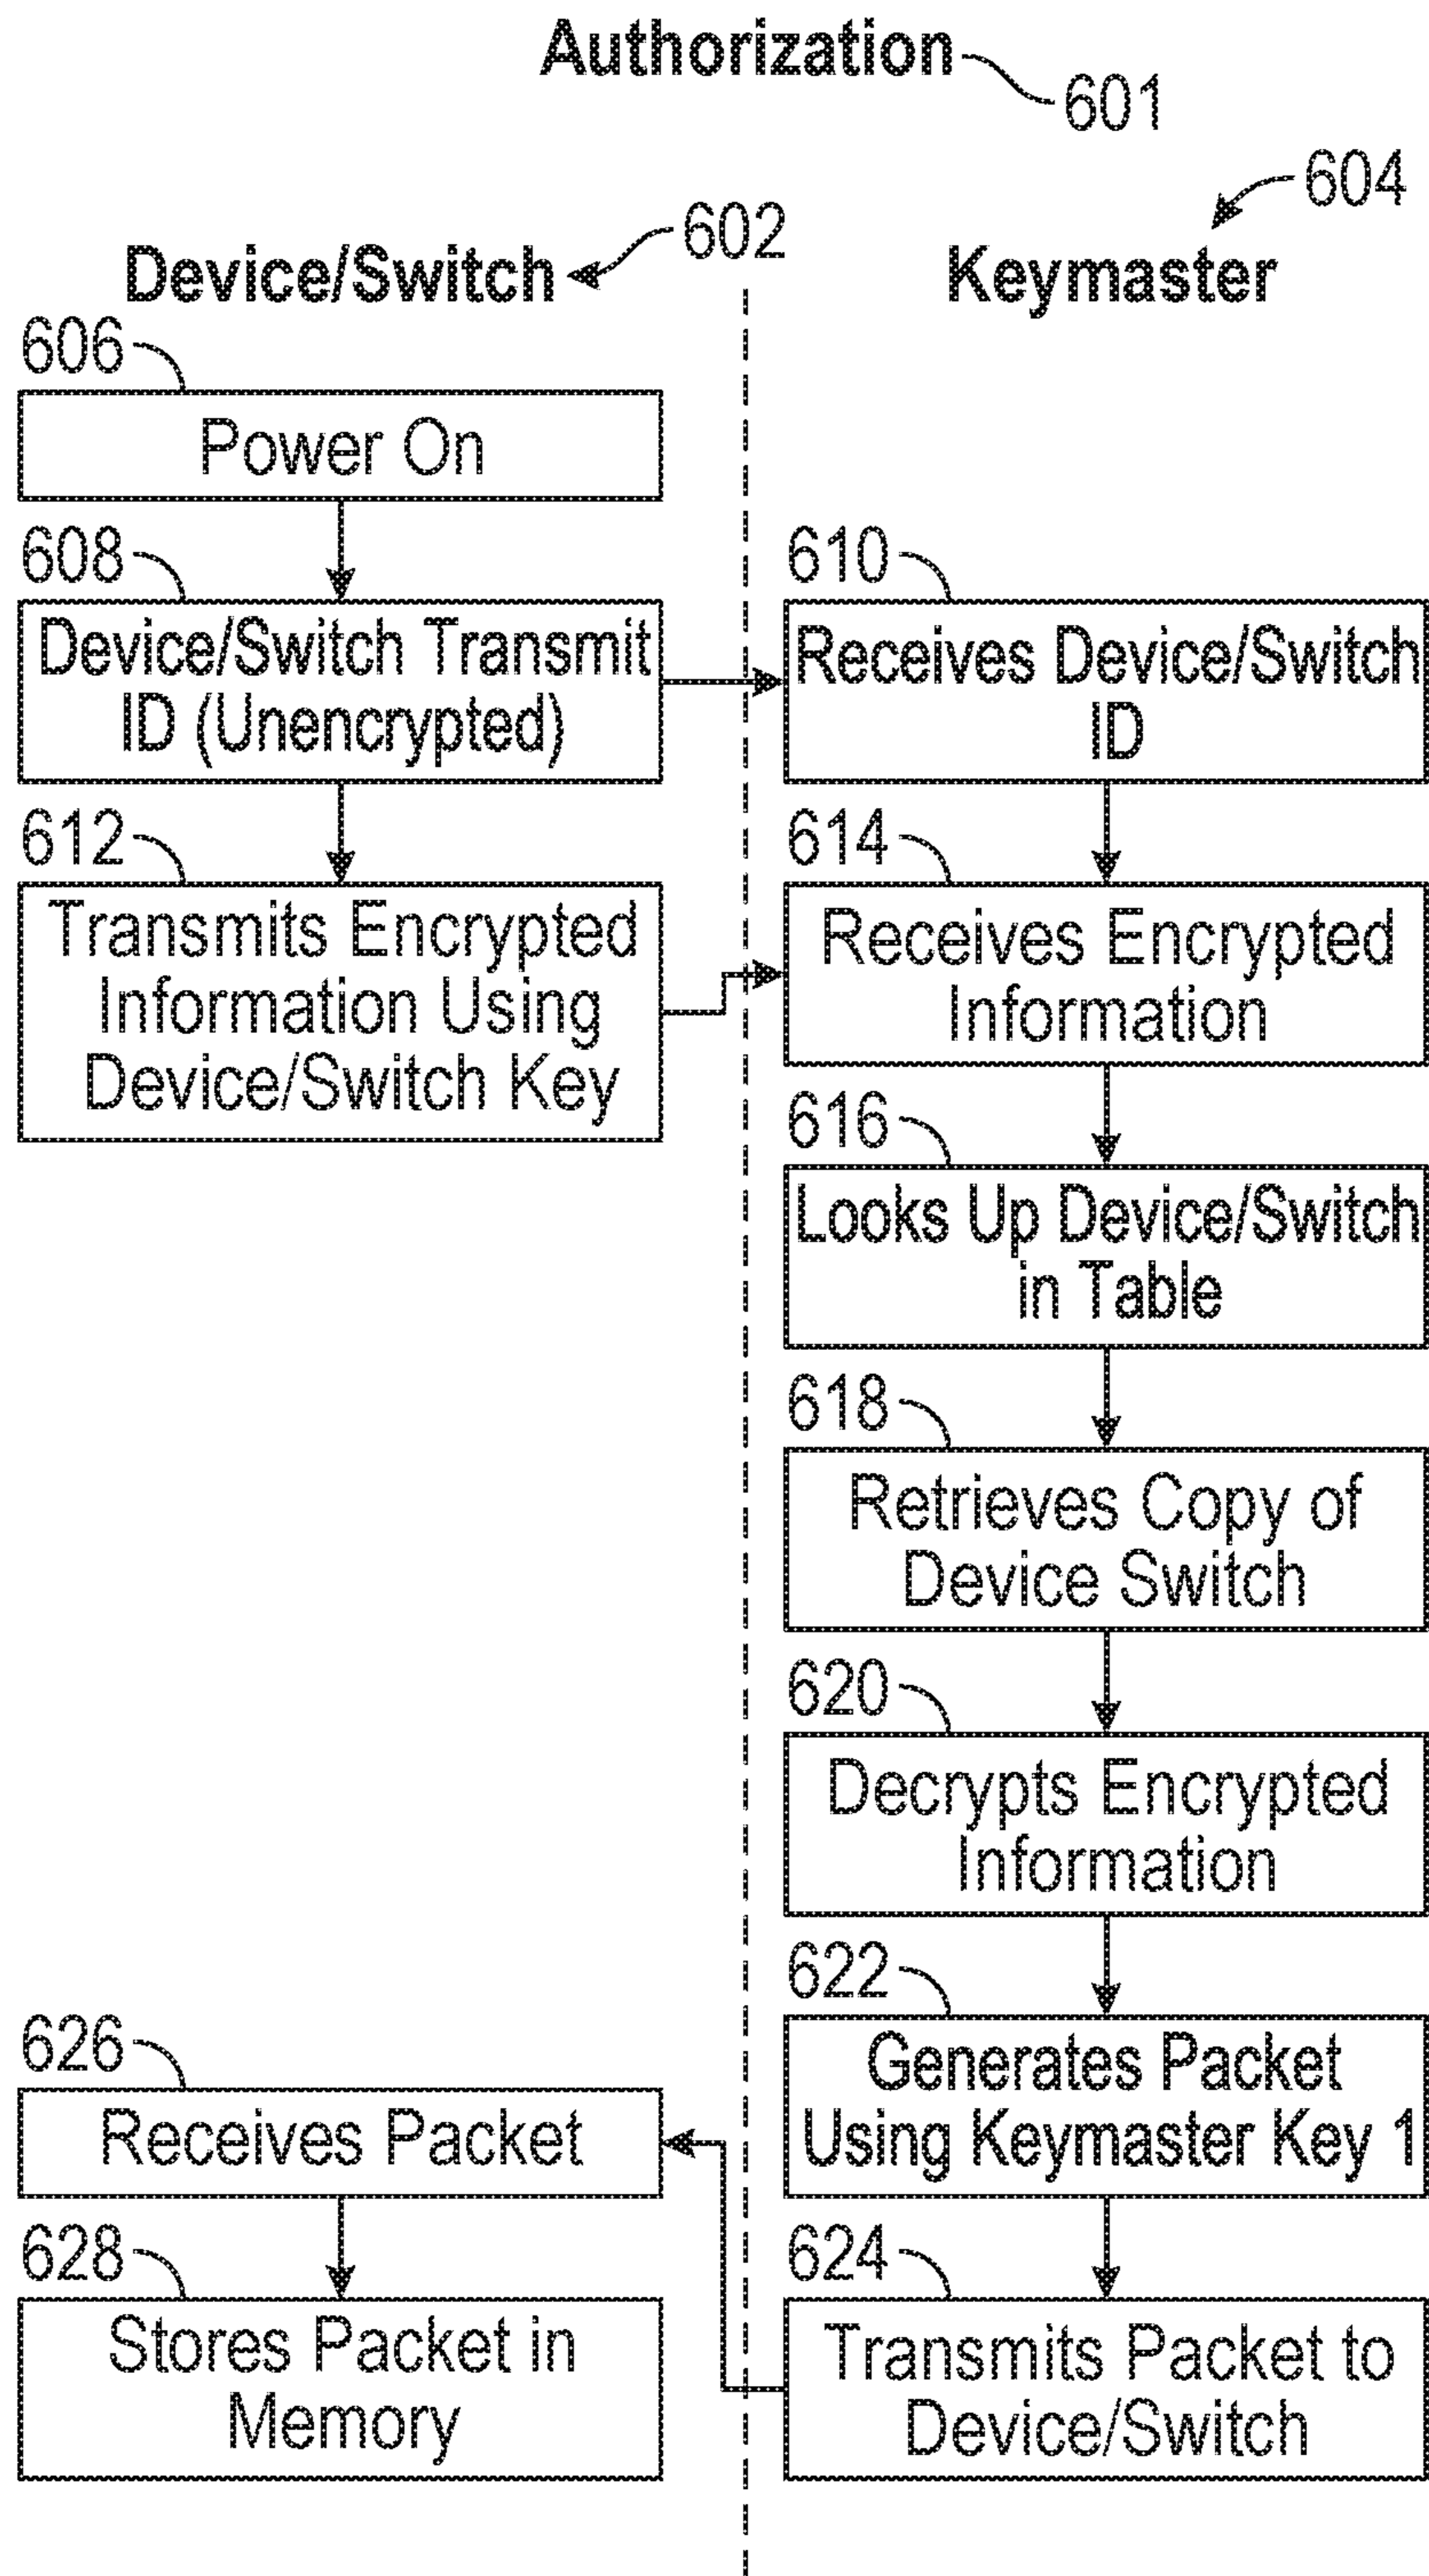 Authorization
601
604
602
Device/Switch
Keymaster
606
Power On
608
610
Device/Switch Transmit
ID (Unencrypted)
Receives Device/Switch
ID
612
614
Transmits Encrypted
Information Using
Device/Switch Key
Receives Encrypted
Information
616
Looks Up Device/Switch
in Table
618
Retrieves Copy of
Device Switch
620
Decrypts Encrypted
Information
622
Generates Packet
Using Keymaster Key 1
626
Receives Packet
628
624
Stores Packet in
Memory
Transmits Packet to
Device/Switch